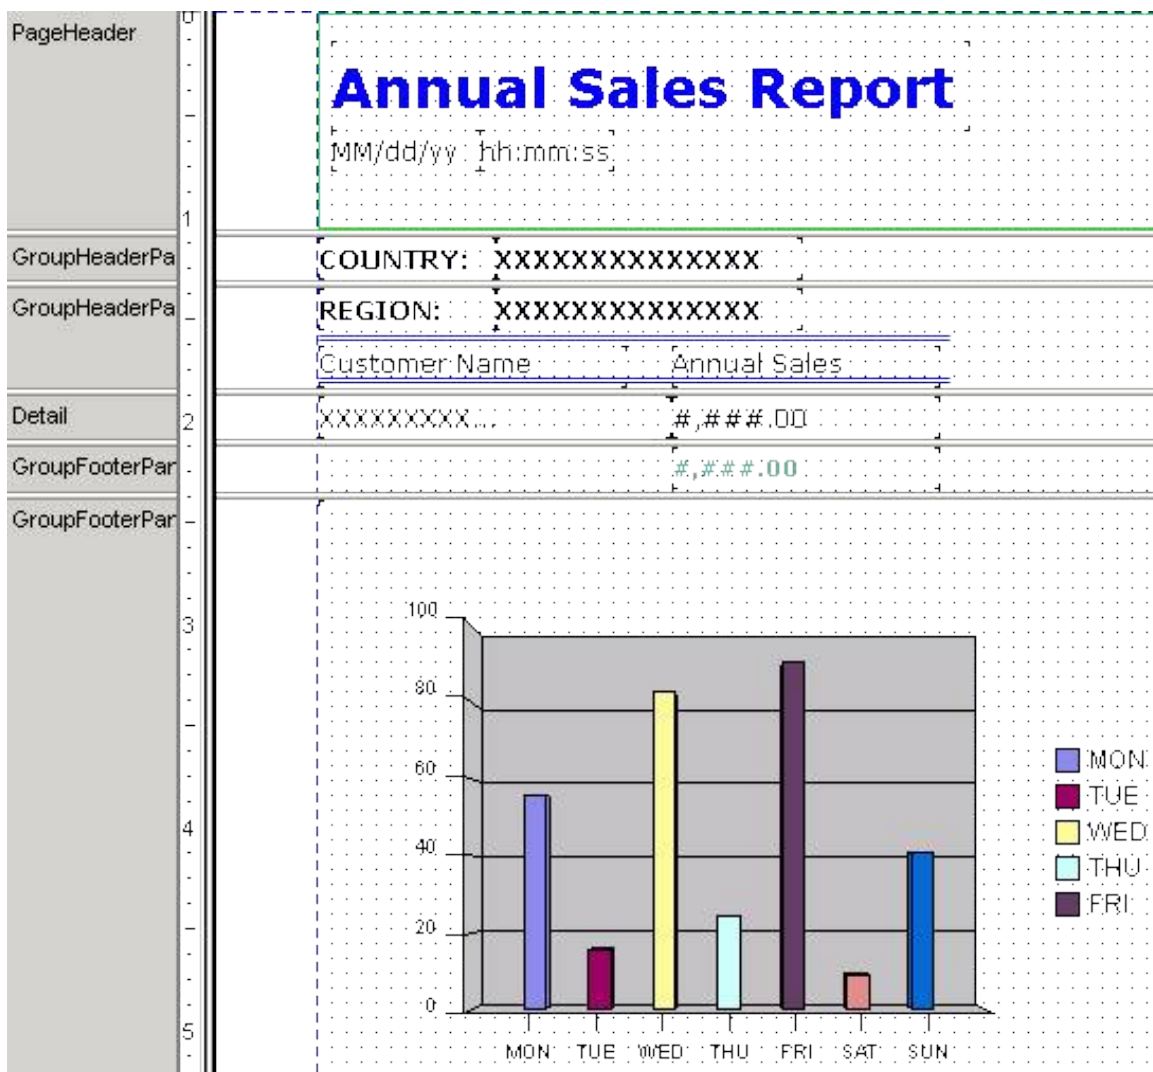 PageHeader
0
Annual Sales Report
MM/dd/yy hh:mm:ss
1
GroupHeaderPa
COUNTRY: XXXXXXXXXXXXXX
GroupHeaderPa
REGION: XXXXXXXXXXXXXX
Customer Name Annual Sales
Detail
2
XXXXXXXXX... #,###.00
GroupFooterPar
#,###.00
GroupFooterPar
3
4
5
100
80
60
40
20
0
MON TUE WED THU FRI SAT SUN
MON
TUE
WED
THU
FRI